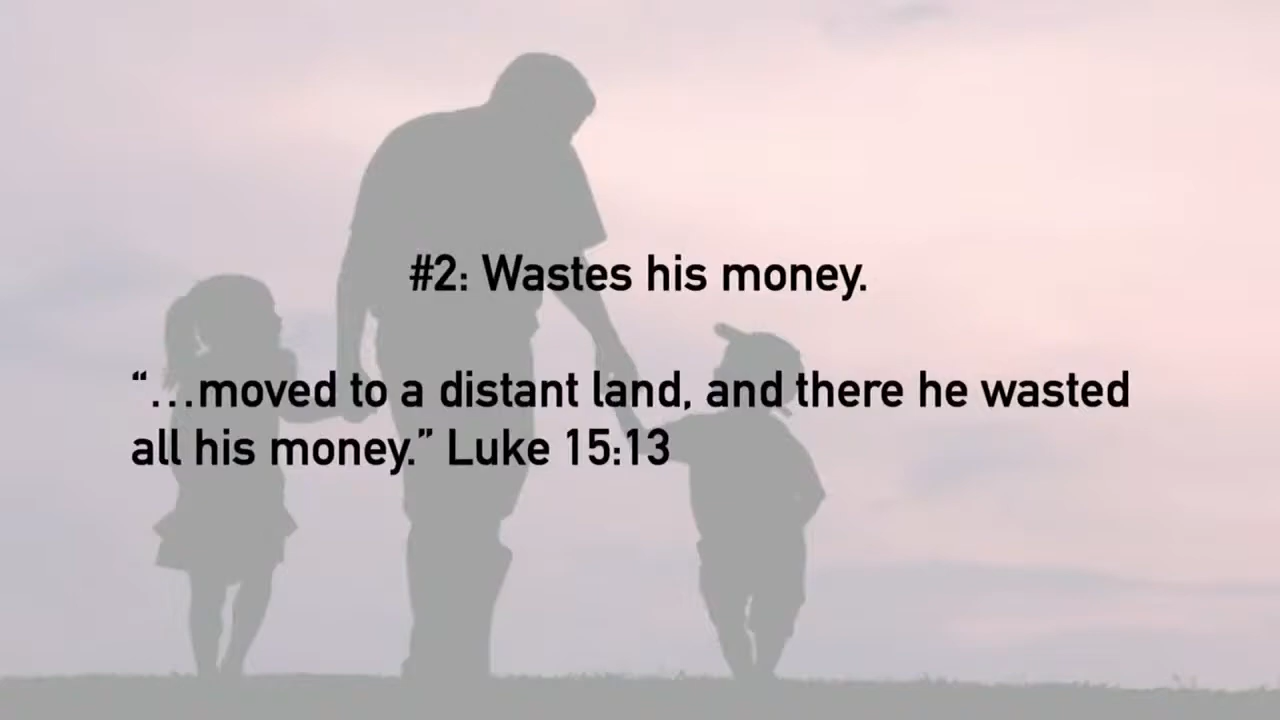 #2: Wastes his money.
“...moved to a distant land, and there he wasted
all his money.” Luke 15:13